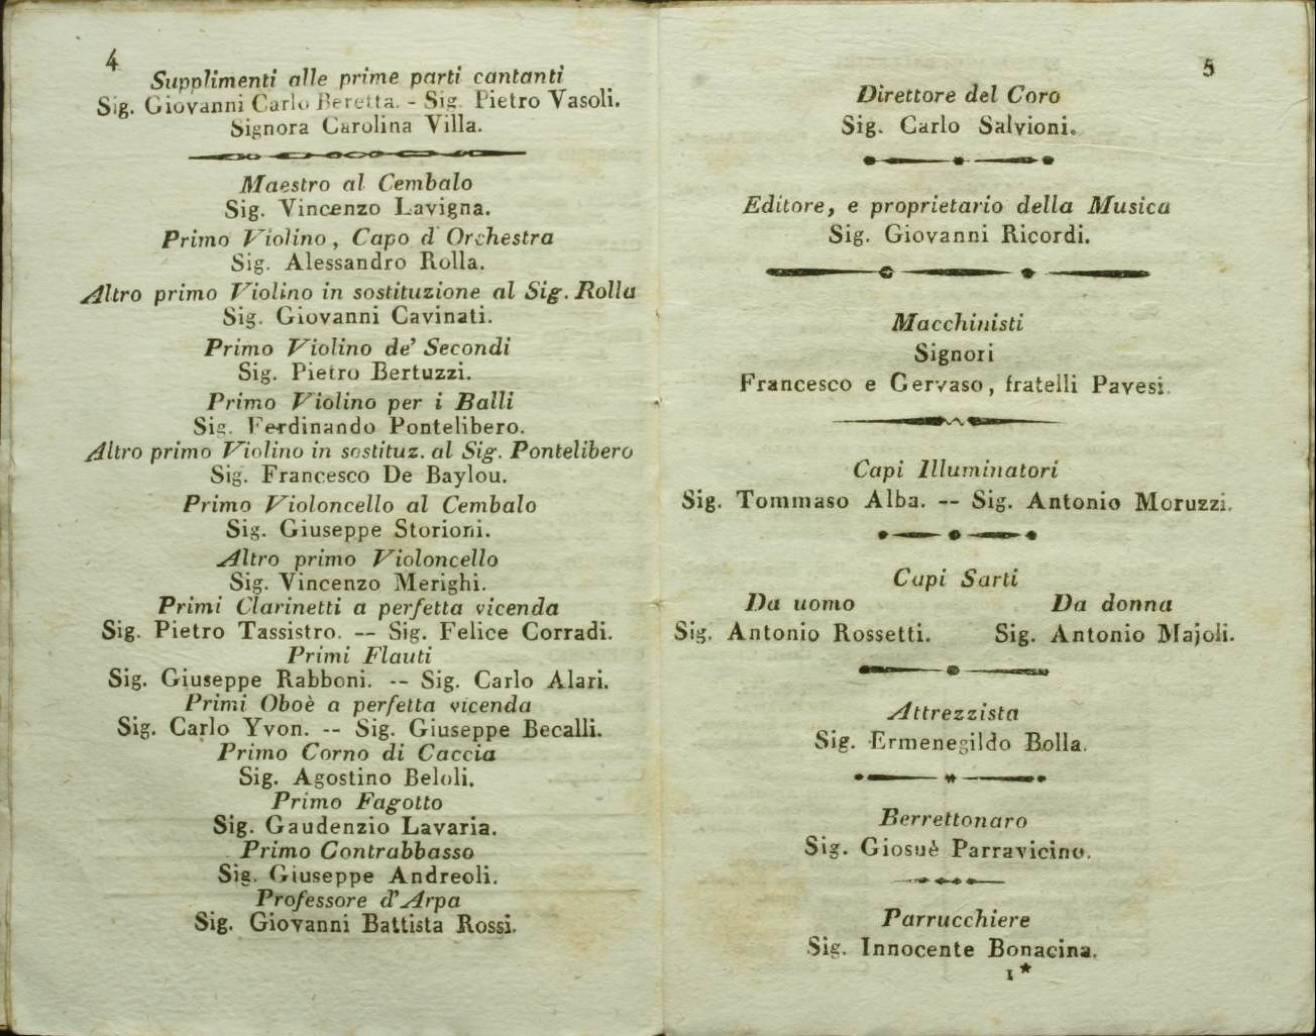 4
Supplimenti alle prime parti cantanti
Sig. Giovanni Carlo Beretta. - Sig. Pietro Vasoli.
Signora Carolina Villa.
Maestro al Cembalo
Sig. Vincenzo Lavigna.
Primo Violino, Capo d'Orchestra
Sig. Alessandro Rolla.
Altro primo Violino in sostituzione al Sig. Rolla
Sig. Giovanni Cavinati.
Primo Violino de' Secondi
Sig. Pietro Bertuzzi.
Primo Violino per i Balli
Sig. Ferdinando Pontelibero.
Altro primo Violino in sostituz. al Sig. Pontelibero
Sig. Francesco De Baylou.
Primo Violoncello al Cembalo
Sig. Giuseppe Storioni.
Altro primo Violoncello
Sig. Vincenzo Merighi.
Primi Clarinetti a perfetta vicenda
Sig. Pietro Tassistro. -- Sig. Felice Corradi.
Primi Flauti
Sig. Giuseppe Rabboni. -- Sig. Carlo Alari.
Primi Oboè a perfetta vicenda
Sig. Carlo Yvon. -- Sig. Giuseppe Becalli.
Primo Corno di Caccia
Sig. Agostino Beloli.
Primo Fagotto
Sig. Gaudenzio Lavaria.
Primo Contrabbasso
Sig. Giuseppe Andreoli.
Professore d'Arpa
Sig. Giovanni Battista Rossi.
5
Direttore del Coro
Sig. Carlo Salvioni.
Editore, e proprietario della Musica
Sig. Giovanni Ricordi.
Macchinisti
Signori
Francesco e Gervaso, fratelli Pavesi.
Capi Illuminatori
Sig. Tommaso Alba. -- Sig. Antonio Moruzzi.
Capi Sarti
Da uomo Da donna
Sig. Antonio Rossetti. Sig. Antonio Majoli.
Attrezzista
Sig. Ermenegildo Bolla.
Berrettonaro
Sig. Giosuè Parravicino.
Parrucchiere
Sig. Innocente Bonacina.
1*